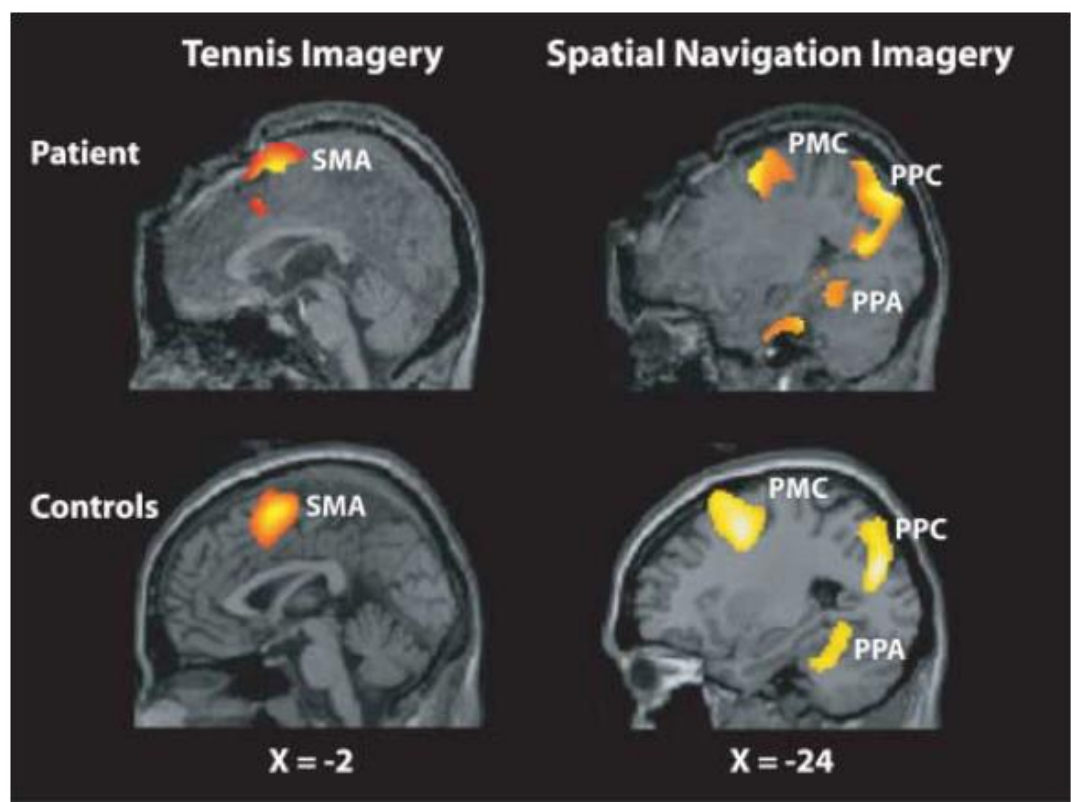 Tennis Imagery
Spatial Navigation Imagery
Patient
SMA
PMC
PPC
PPA
Controls
SMA
PMC
PPC
PPA
X = -2
X = -24